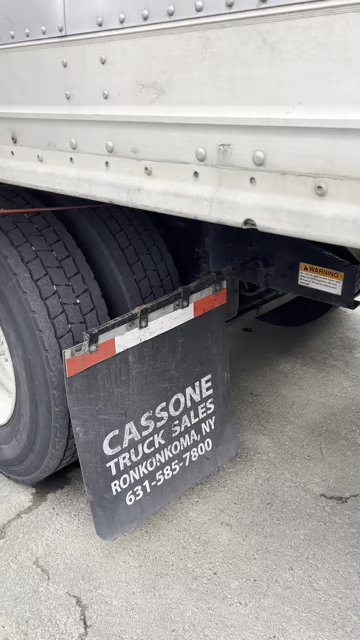 WARNING
CASSONE
TRUCK SALES
RONKONKOMA, NY
631-585-7800